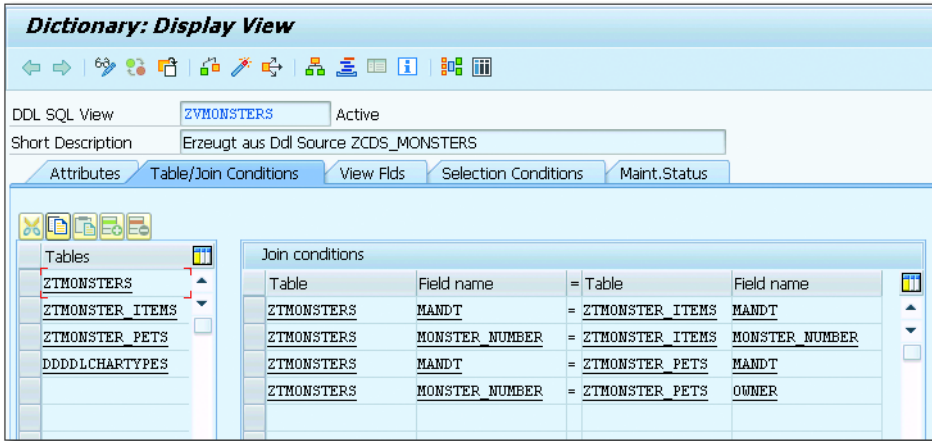 Dictionary: Display View
DDL SQL View ZVMONSTERS Active
Short Description Erzeugt aus Ddl Source ZCDS_MONSTERS
Attributes Table/Join Conditions View Flds Selection Conditions Maint.Status
Tables
ZTMONSTERS
ZTMONSTER_ITEMS
ZTMONSTER_PETS
DDDDLCHARTYPES
Join conditions
Table Field name = Table Field name
ZTMONSTERS MANDT = ZTMONSTER_ITEMS MANDT
ZTMONSTERS MONSTER_NUMBER = ZTMONSTER_ITEMS MONSTER_NUMBER
ZTMONSTERS MANDT = ZTMONSTER_PETS MANDT
ZTMONSTERS MONSTER_NUMBER = ZTMONSTER_PETS OWNER